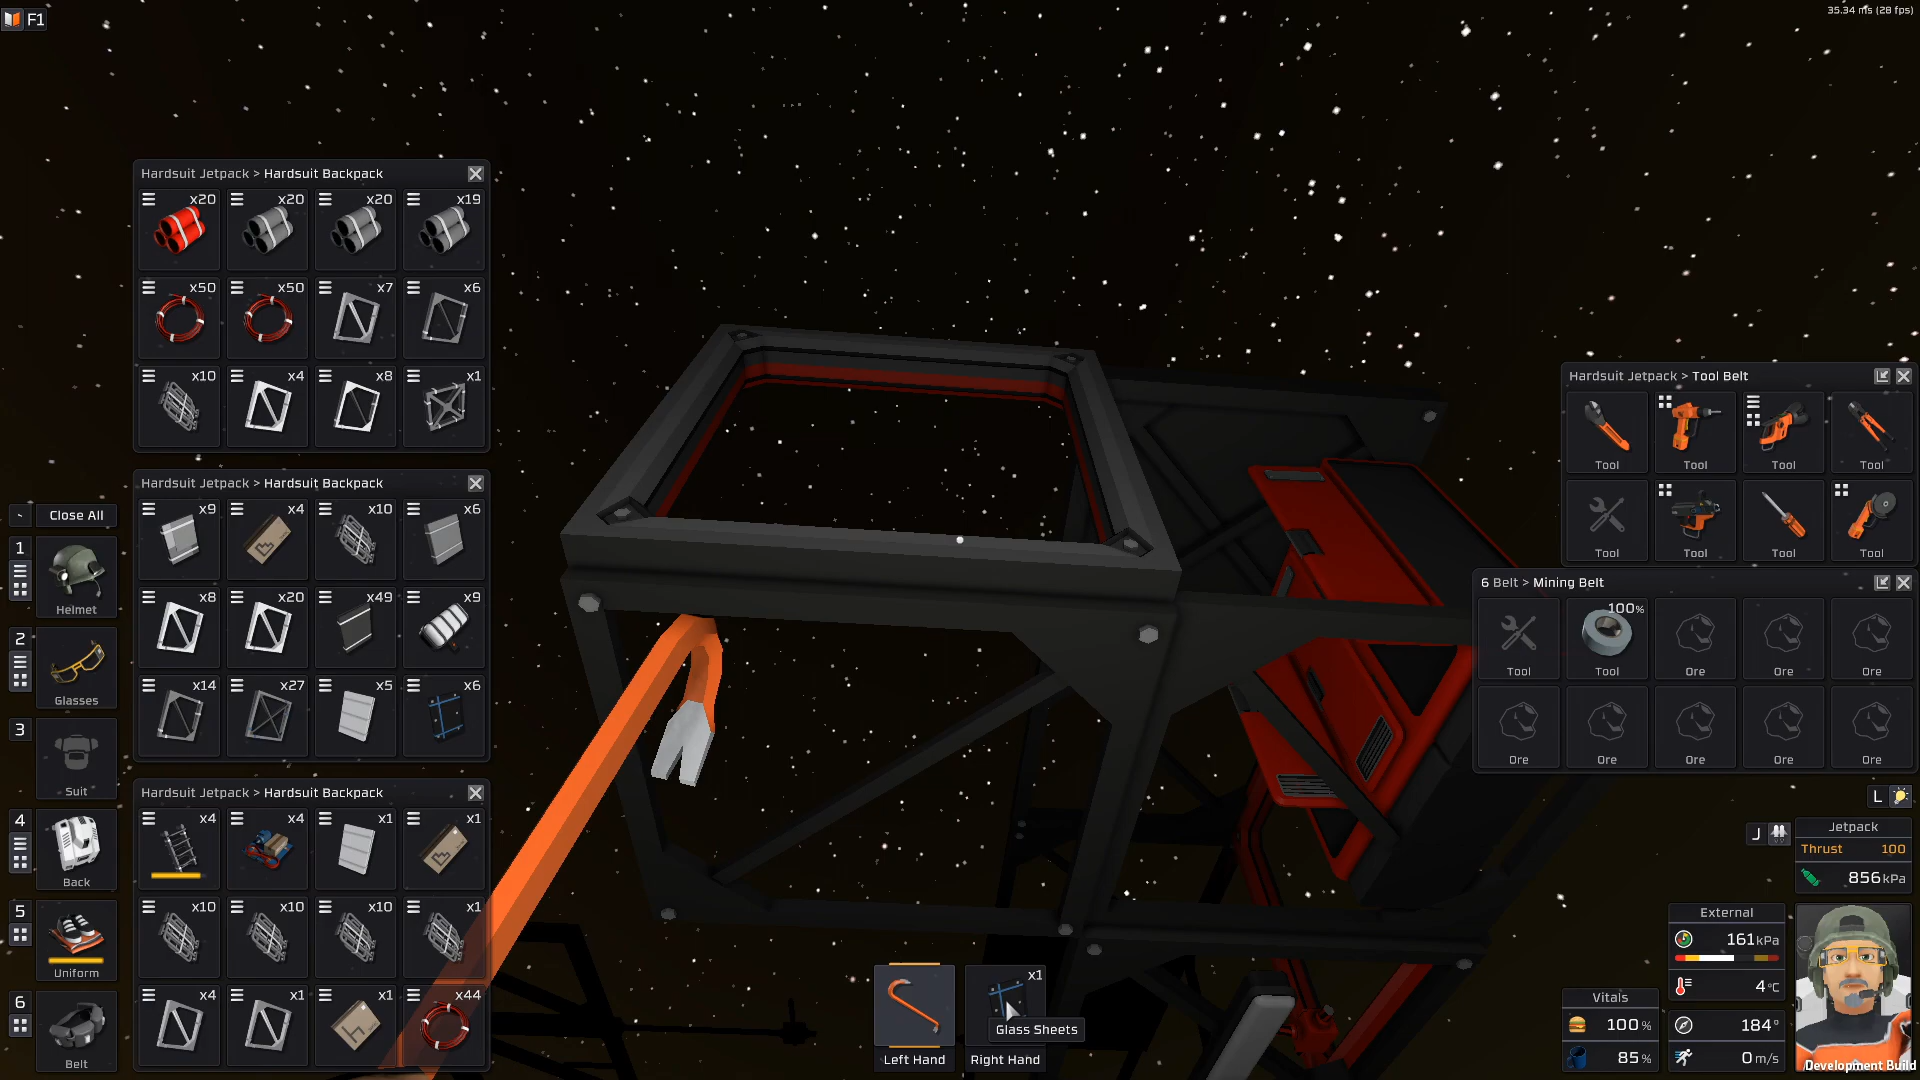 F1
35.34 ms (28 fps)
Hardsuit Jetpack > Hardsuit Backpack
x20
x20
x20
x19
x50
x50
x7
x6
x10
x4
x8
x1
Hardsuit Jetpack > Hardsuit Backpack
x9
x4
x10
x6
x8
x20
x49
x9
x14
x27
x5
x6
Hardsuit Jetpack > Hardsuit Backpack
x4
x4
x1
x1
x10
x10
x10
x1
x4
x1
x1
x44
~ Close All
1
Helmet
2
Glasses
3
Suit
4
Back
5
Uniform
6
Belt
Hardsuit Jetpack > Tool Belt
Tool
Tool
Tool
Tool
Tool
Tool
Tool
Tool
6 Belt > Mining Belt
100%
Tool
Tool
Ore
Ore
Ore
Ore
Ore
Ore
Ore
Ore
L
J
Jetpack
Thrust 100
856kPa
External
161kPa
4°C
184°
0m/s
Vitals
100%
85%
x1
Glass Sheets
Left Hand
Right Hand
Development Build